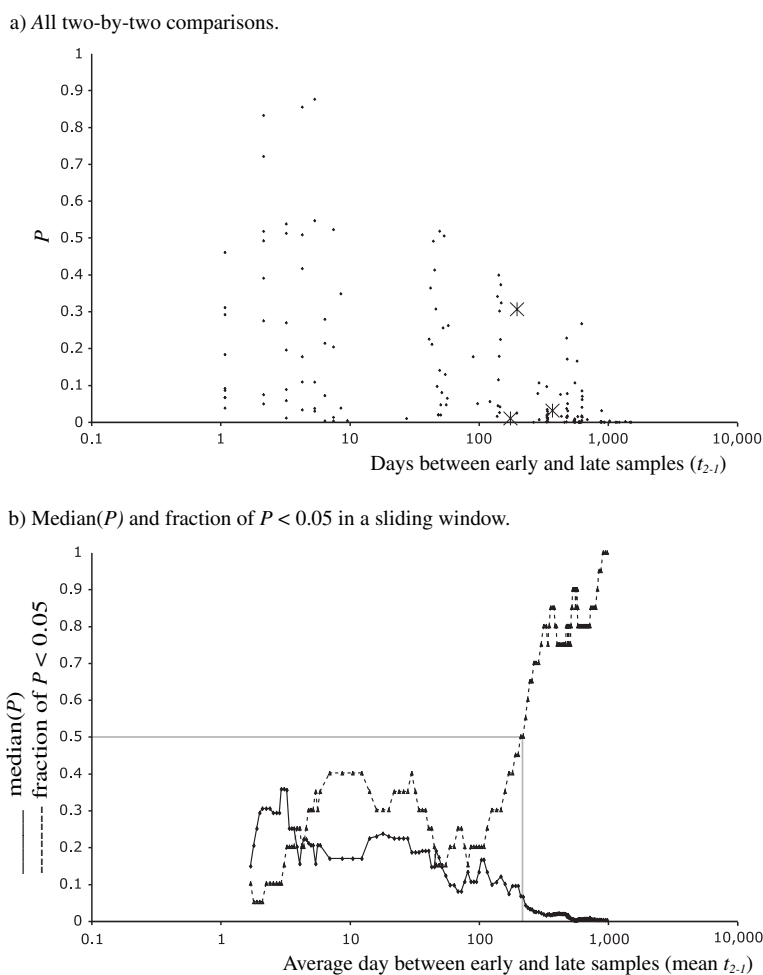 a) All two-by-two comparisons.
1
0.9
0.8
0.7
0.6
0.5
0.4
0.3
0.2
0.1
0
P
0.1 1 10 100 1,000 10,000
Days between early and late samples (t2-1)
b) Median(P) and fraction of P < 0.05 in a sliding window.
1
0.9
0.8
0.7
0.6
0.5
0.4
0.3
0.2
0.1
0
median(P)
fraction of P < 0.05
0.1 1 10 100 1,000 10,000
Average day between early and late samples (mean t2-1)